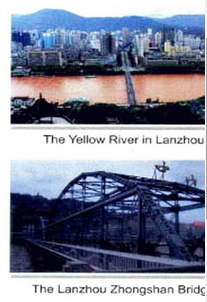 The Yellow River in Lanzhou
The Lanzhou Zhongshan Bridg